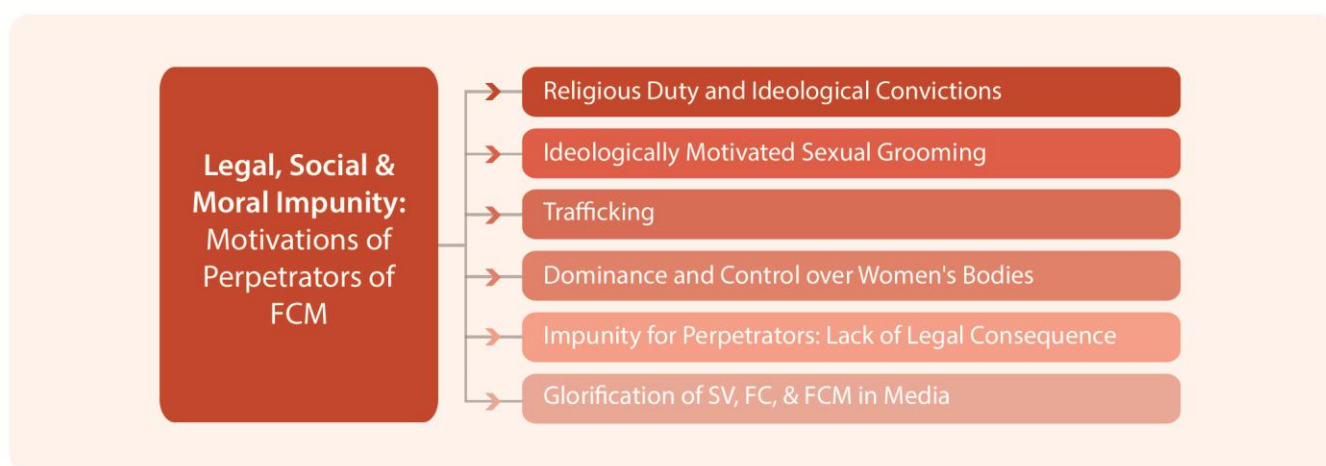 Legal, Social &
Moral Impunity:
Motivations of
Perpetrators of
FCM
Religious Duty and Ideological Convictions
Ideologically Motivated Sexual Grooming
Trafficking
Dominance and Control over Women's Bodies
Impunity for Perpetrators: Lack of Legal Consequence
Glorification of SV, FC, & FCM in Media